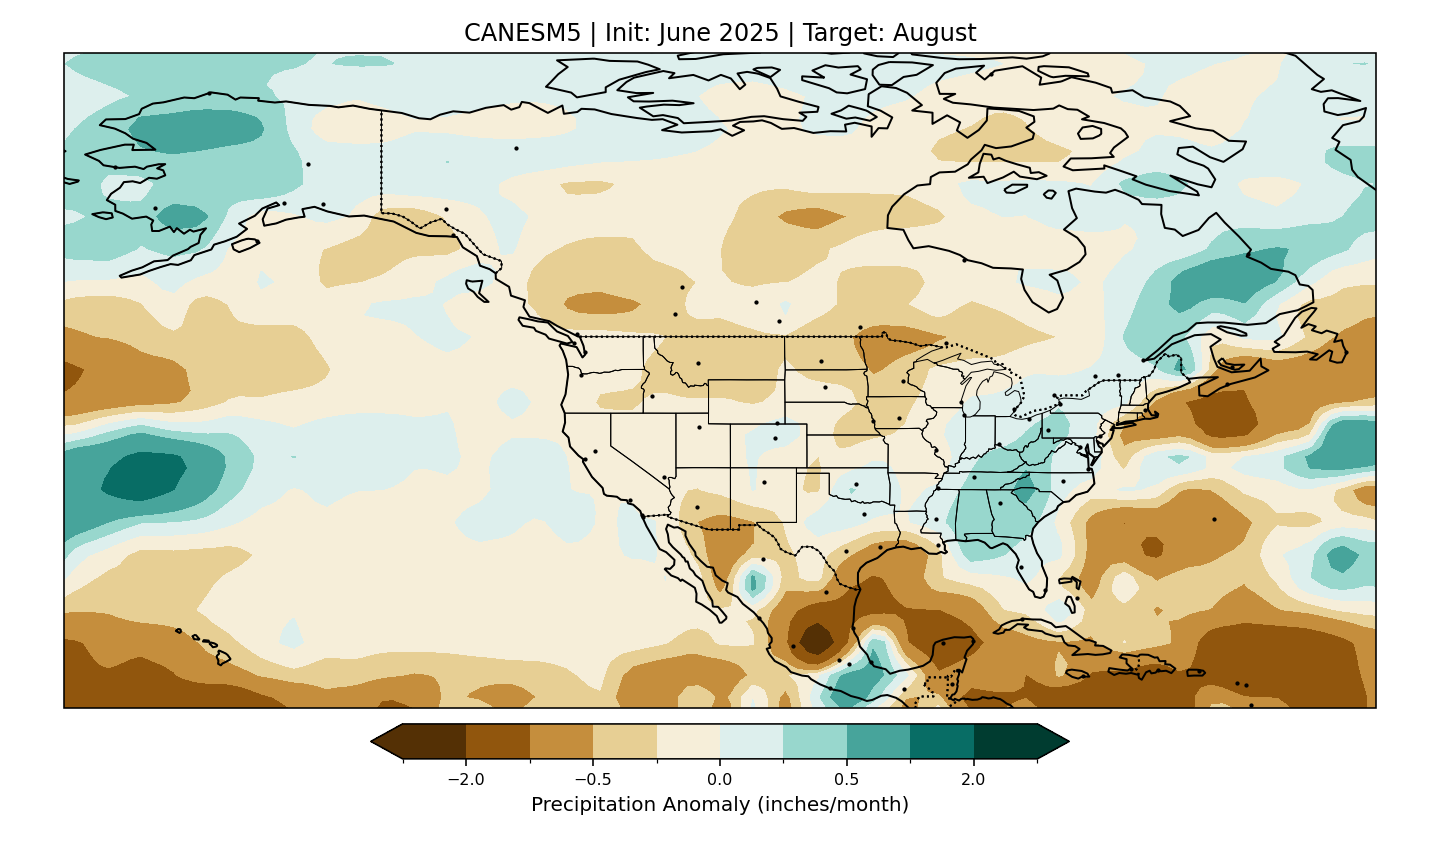 CANESM5 | Init: June 2025 | Target: August
−2.0 −0.5 0.0 0.5 2.0
Precipitation Anomaly (inches/month)